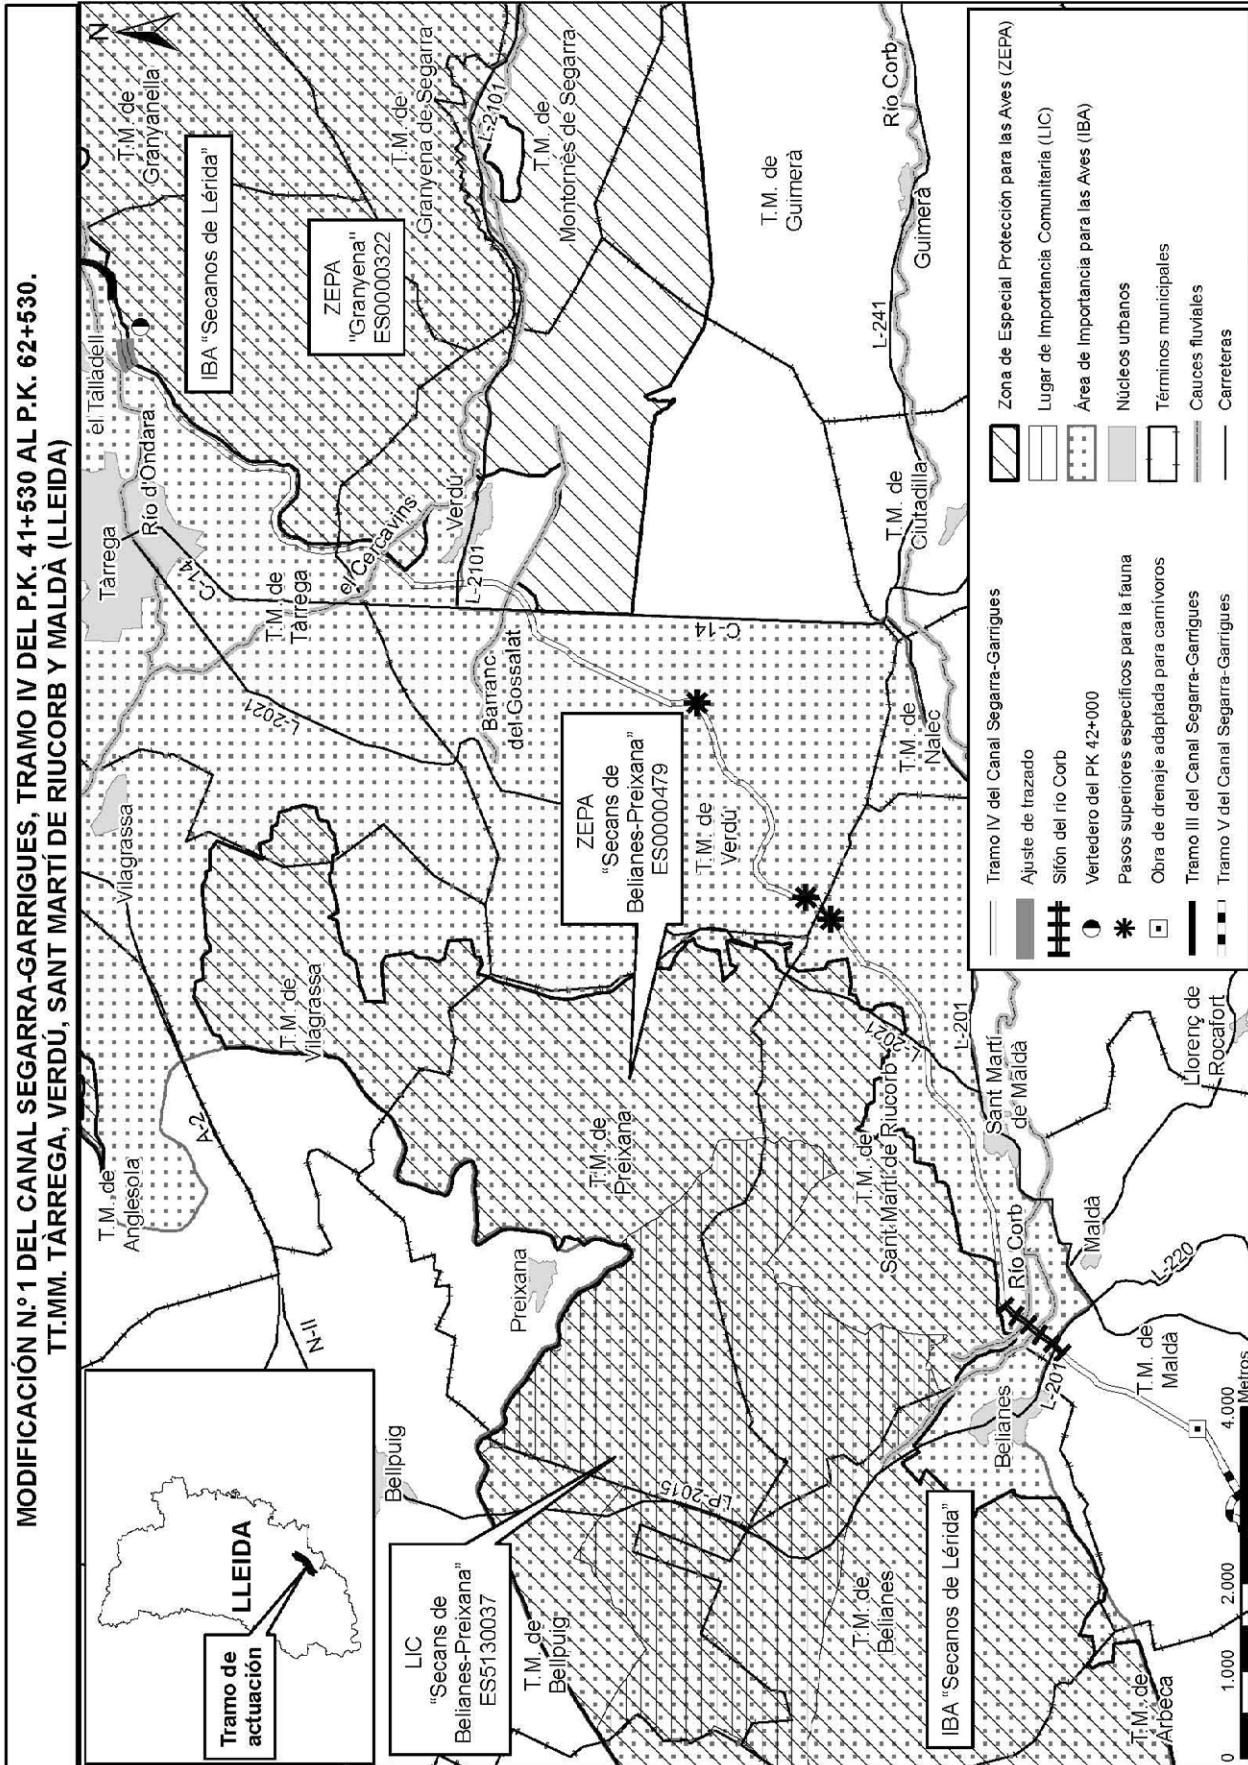 MODIFICACIÓN N.º 1 DEL CANAL SEGARRA-GARRIGUES, TRAMO IV DEL P.K. 41+530 AL P.K. 62+530.
TT.MM. TÀRREGA, VERDÚ, SANT MARTÍ DE RIUCORB Y MALDÀ (LLEIDA)
LLEIDA
Tramo de
actuación
N-II
A-2
T.M. de
Anglesola
Vilagrassa
Tàrrega
el Talladell
Río d'Ondara
T.M. de
Granyanella
N
IBA "Secanos de Lérida"
Bellpuig
LIC
"Secans de
Belianes-Preixana"
ES5130037
T.M. de
Bellpuig
Preixana
T.M. de
Vilagrassa
L-2021
C-14
T.M. de
Tàrrega
el Cercavins
ZEPA
"Granyena"
ES0000322
T.M. de
Granyena de Segarra
L-2101
Verdú
L-2101
T.M. de
Montornés de Segarra
Barranc
del Gossalat
ZEPA
"Secans de
Belianes-Preixana"
ES0000479
T.M. de
Preixana
LP-2015
C-14
T.M. de
Verdú
T.M. de
Guimerà
T.M. de
Belianes
T.M. de
Sant Martí de Riucorb
L-2021
L-241
Río Corb
Guimerà
T.M. de
Ciutadilla
T.M. de
Nalec
IBA "Secanos de Lérida"
Belianes
L-201
Río Corb
Sant Martí
de Maldà
L-201
Maldà
L-220
T.M. de
Maldà
Llorenç de
Rocafort
T.M. de
Arbeca
0
1.000
2.000
4.000
Metros
Tramo IV del Canal Segarra-Garrigues
Ajuste de trazado
Sifón del río Corb
Vertedero del PK 42+000
Pasos superiores específicos para la fauna
Obra de drenaje adaptada para carnívoros
Tramo III del Canal Segarra-Garrigues
Tramo V del Canal Segarra-Garrigues
Zona de Especial Protección para las Aves (ZEPA)
Lugar de Importancia Comunitaria (LIC)
Área de Importancia para las Aves (IBA)
Núcleos urbanos
Términos municipales
Cauces fluviales
Carreteras